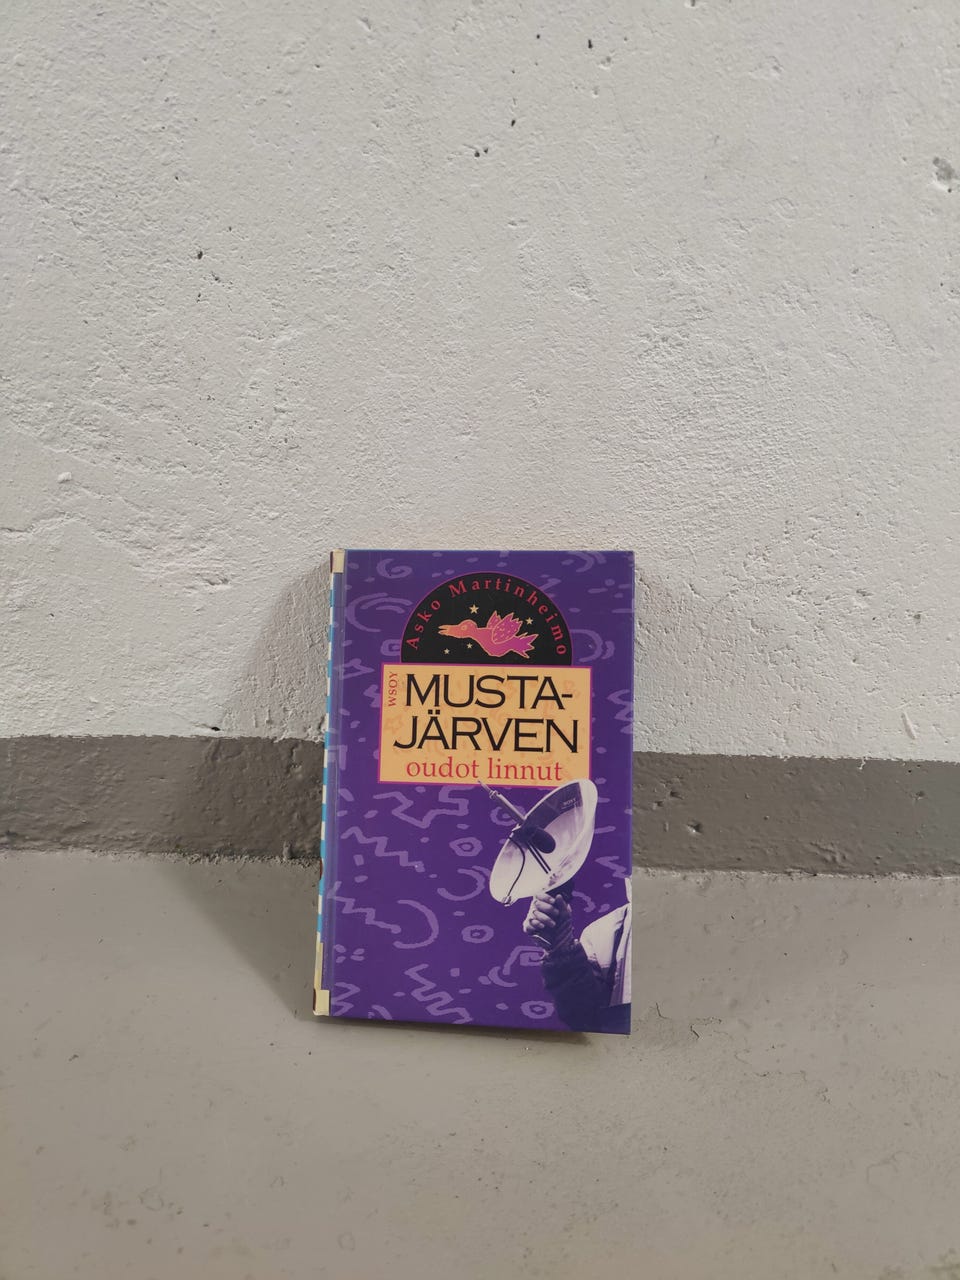 Asko Martinheimo
WSOY
MUSTA-
JÄRVEN
oudot linnut